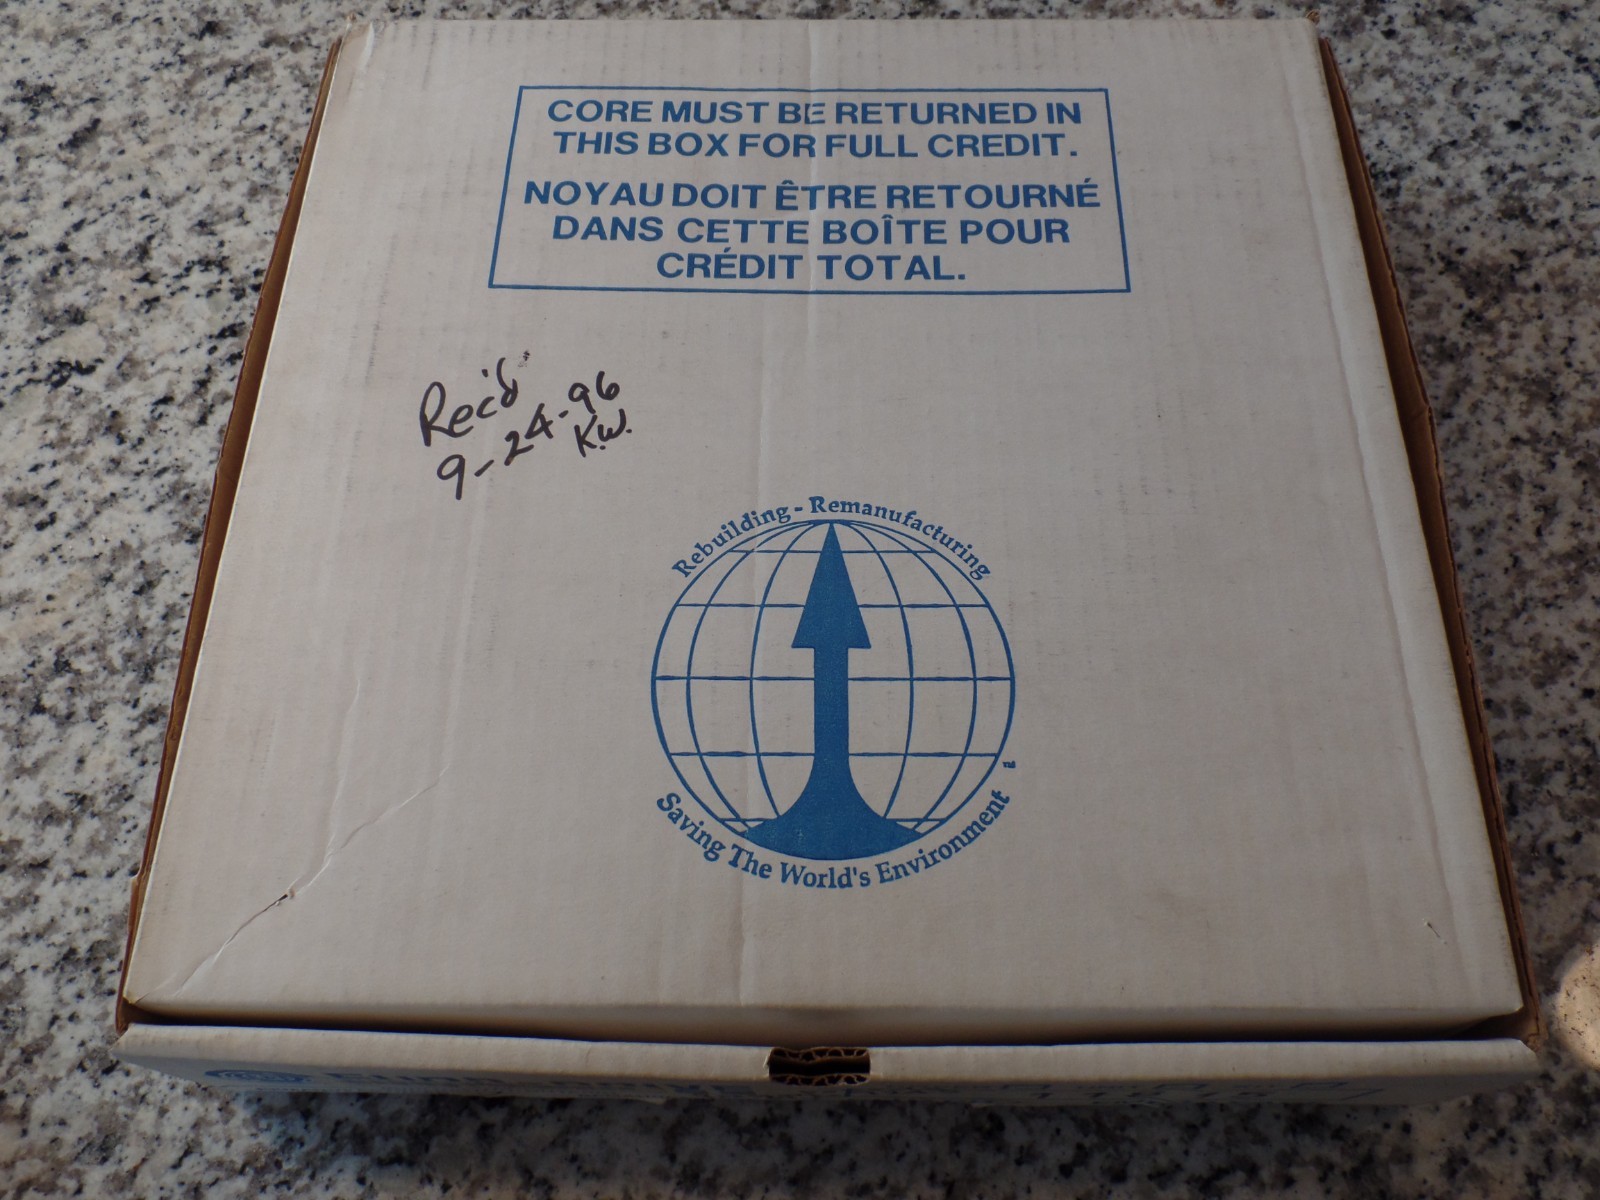 CORE MUST BE RETURNED IN
THIS BOX FOR FULL CREDIT.
NOYAU DOIT ÊTRE RETOURNÉ
DANS CETTE BOÎTE POUR
CRÉDIT TOTAL.
Rec'd
9-24-96
K.W.
Rebuilding - Remanufacturing
Saving The World's Environment